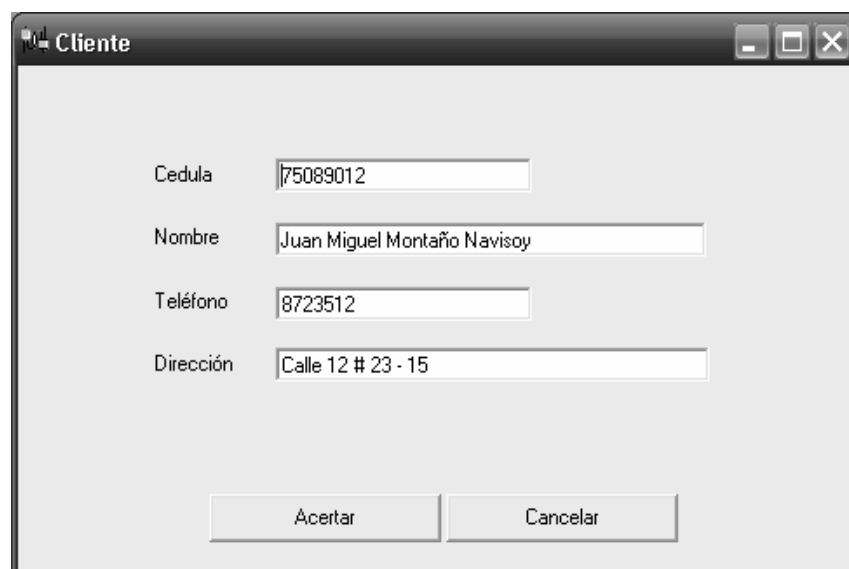 Cliente
Cedula 75089012
Nombre Juan Miguel Montaño Navisoy
Teléfono 8723512
Dirección Calle 12 # 23 - 15
Acertar Cancelar